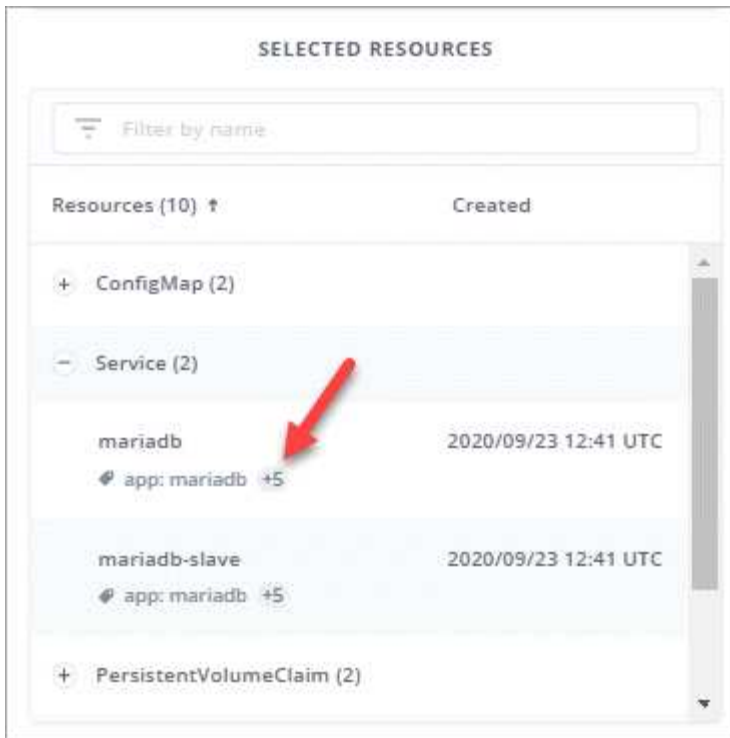 SELECTED RESOURCES
Filter by name
Resources (10) ↑ Created
+ ConfigMap (2)
− Service (2)
mariadb 2020/09/23 12:41 UTC
app: mariadb +5
mariadb-slave 2020/09/23 12:41 UTC
app: mariadb +5
+ PersistentVolumeClaim (2)